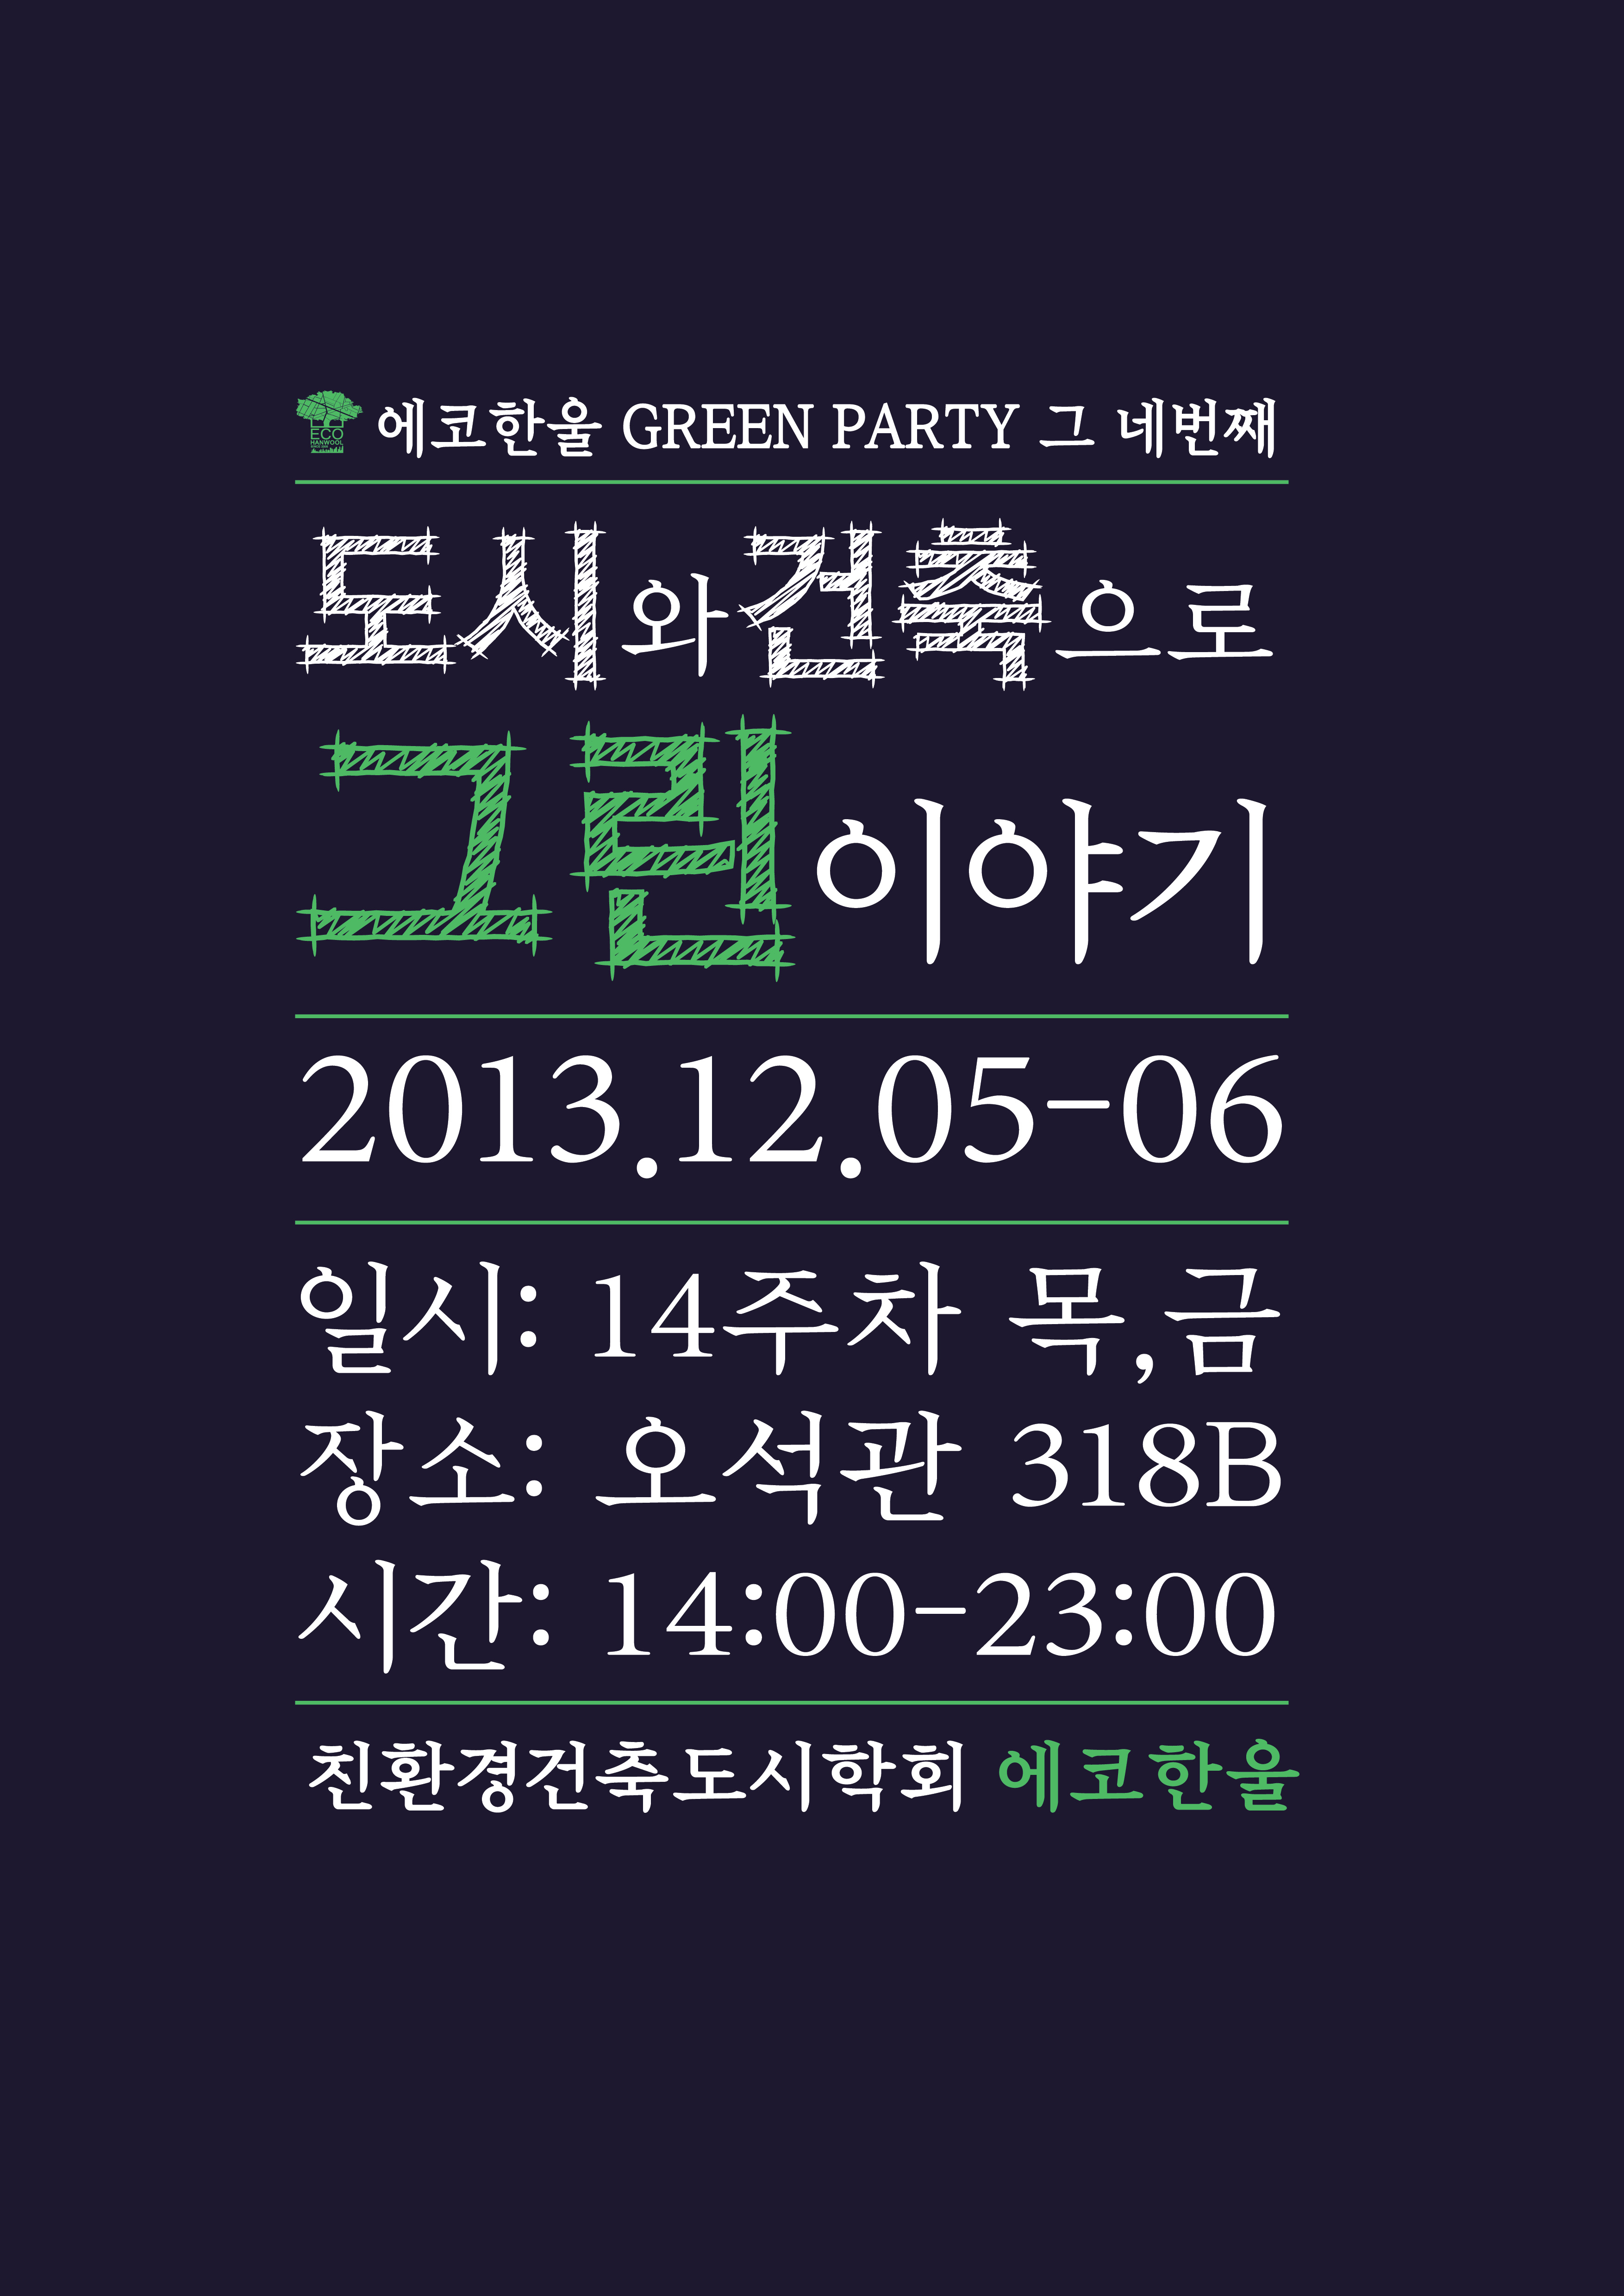 ECO
HANWOOL
에코한울 GREEN PARTY 그 네번째
도시와 건축으로
그린이야기
2013.12.05-06
일시: 14주차 목,금
장소: 오석관 318B
시간: 14:00-23:00
친환경건축도시학회 에코한울